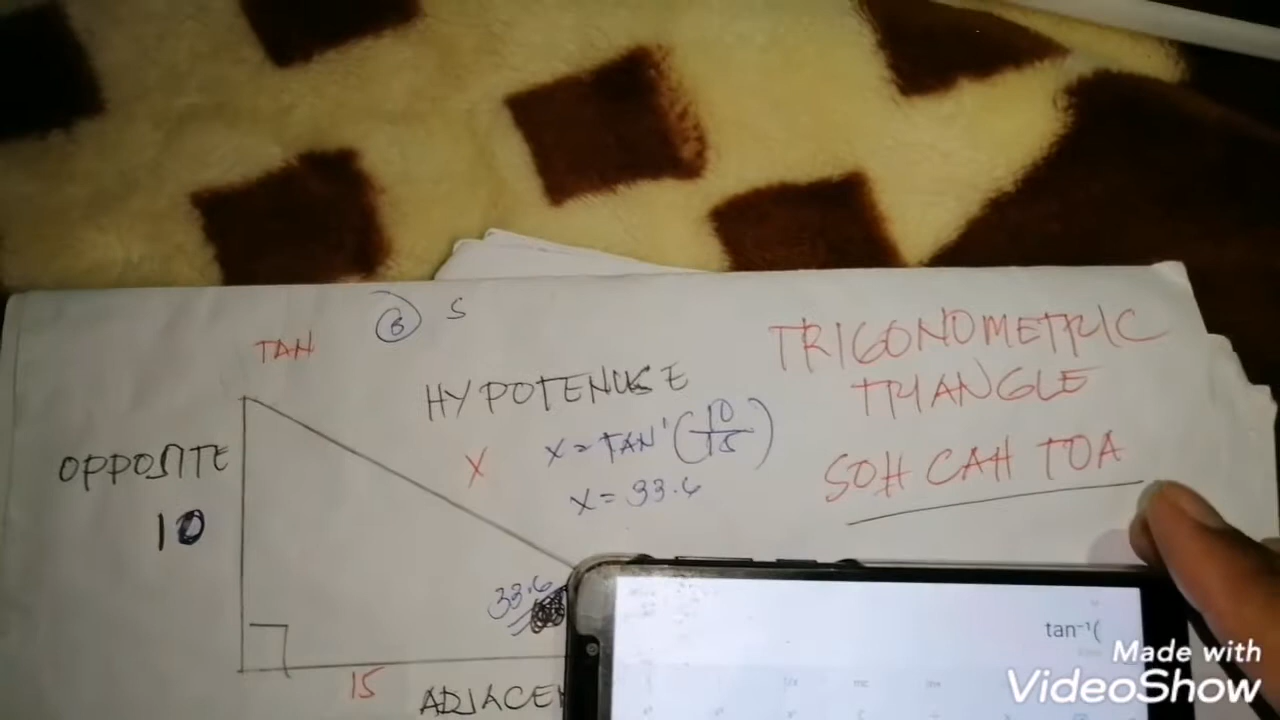 6 S
TAN
TRIGONOMETRIC
TRIANGLE
SOH CAH TOA
HYPOTENUSE
X
X = TAN' (10/15)
X = 33.6
OPPOSITE
10
33.6
15
ADJACEN
tan⁻¹(
Made with
VideoShow